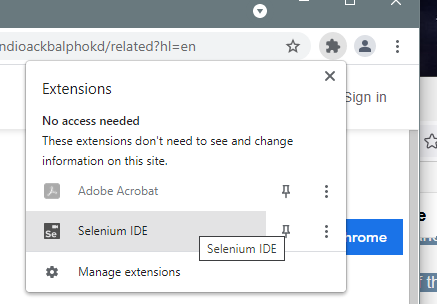 ndioackbalphokd/related?hl=en
Extensions
Sign in
No access needed
These extensions don't need to see and change
information on this site.
Adobe Acrobat
Se
Selenium IDE
hrome
Selenium IDE
Manage extensions